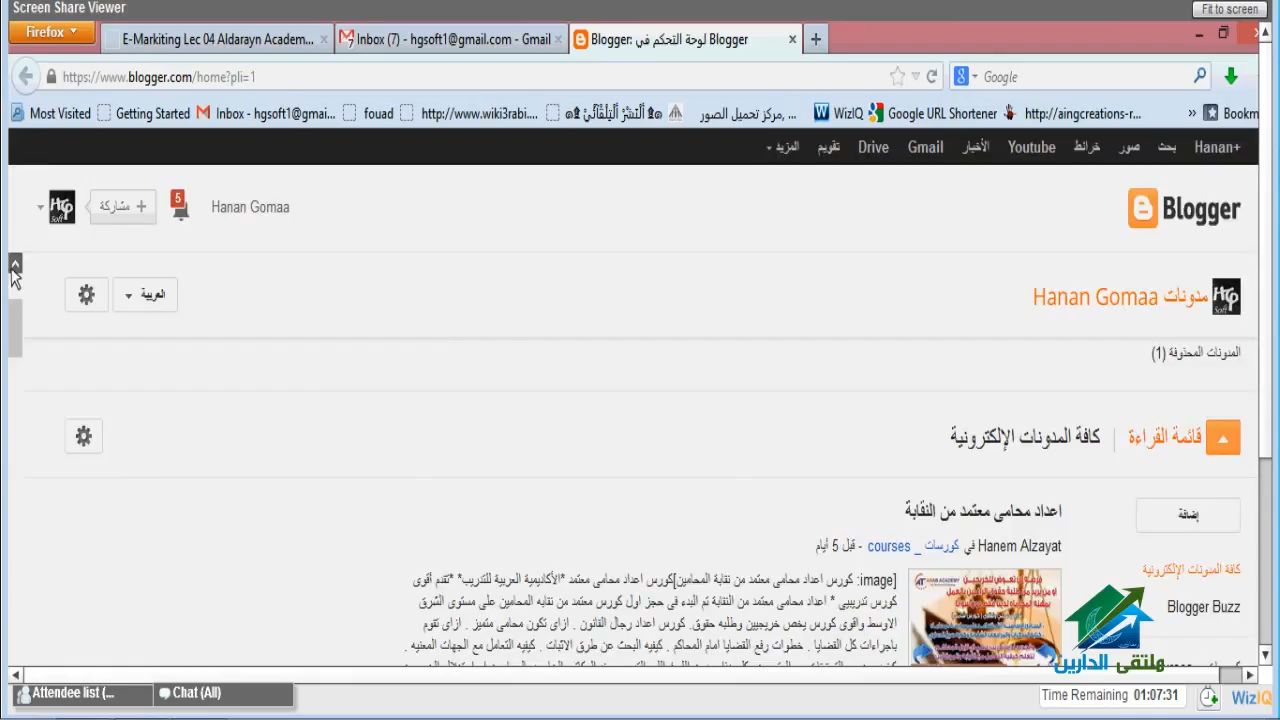 Screen Share Viewer
Fit to screen
Firefox
E-Markiting Lec 04 Aldarayn Academ...
Inbox (7) - hgsoft1@gmail.com - Gmail
Blogger: لوحة التحكم في Blogger
https://www.blogger.com/home?pli=1
Google
Most Visited
Getting Started
Inbox - hgsoft1@gmai...
fouad
http://www.wiki3rabi....
مركز تحميل الصور, ...
WizIQ
Google URL Shortener
http://aingcreations-r...
Bookm
Hanan+
بحث
صور
خرائط
Youtube
الأخبار
Gmail
Drive
تقويم
المزيد
Blogger
Hanan Gomaa
5
مشاركة
مدونات Hanan Gomaa
العربية
المدونات المحذوفة (1)
قائمة القراءة
كافة المدونات الإلكترونية
إضافة
كافة المدونات الإلكترونية
Blogger Buzz
اعداد محامى معتمد من النقابة
Hanem Alzayat في كورسات _ courses - قبل 5 أيام
[image: كورس اعداد محامى معتمد من نقابة المحامين]كورس اعداد محامى معتمد *الأكاديمية العربية للتدريب* *تقدم أقوى
كورس تدريبيى * اعداد محامى معتمد من النقابة تم البدء فى حجز اول كورس معتمد من نقابه المحامين على مستوى الشرق
الاوسط واقوى كورس يخص خريجيين وطلبه حقوق. كورس اعداد رجال القانون . ازاى تكون محامى متميز . ازاى تقوم
باجراءات كل القضايا . خطوات رفع القضايا امام المحاكم . كيفيه البحث عن طرق الاثبات . كيفيه التعامل مع الجهات المعنيه .
ملتقى الدارين
Attendee list (...
Chat (All)
Time Remaining 01:07:31
WizIQ